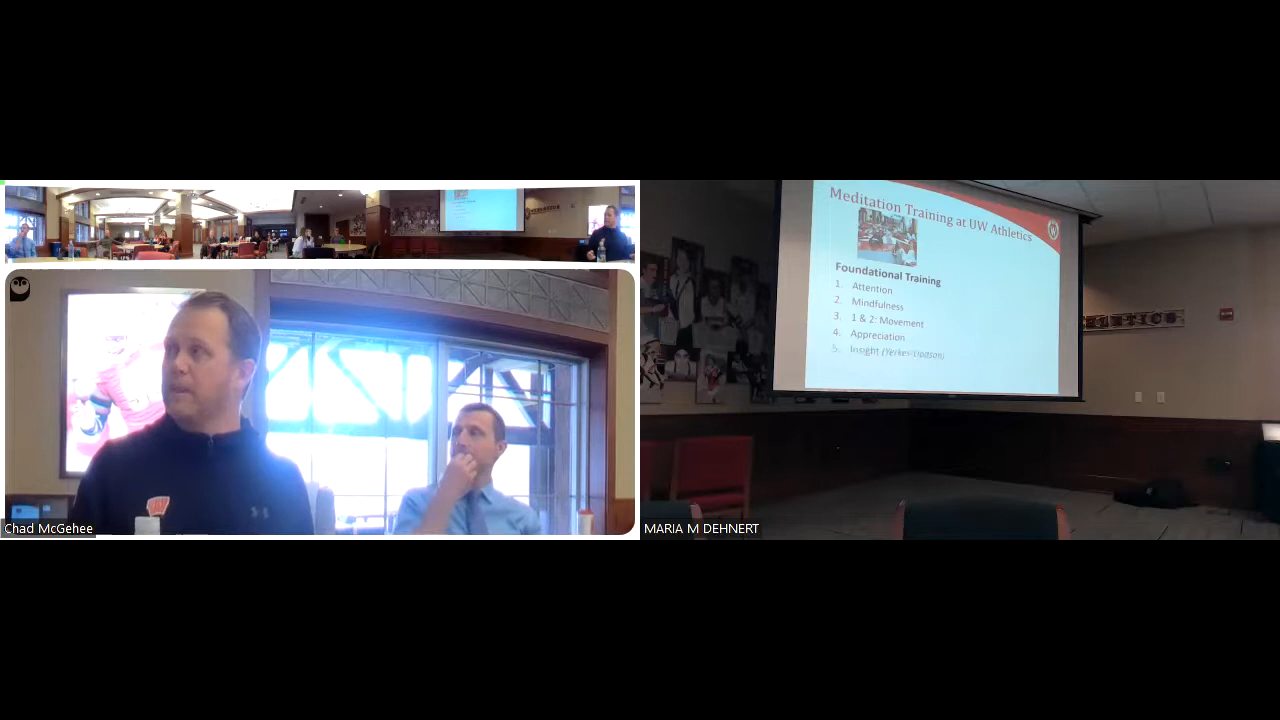 Chad McGehee
MARIA M DEHNERT
Meditation Training at UW Athletics
Foundational Training
1. Attention
2. Mindfulness
3. 1 & 2: Movement
4. Appreciation
5. Insight (Yerkes-Dodson)
W